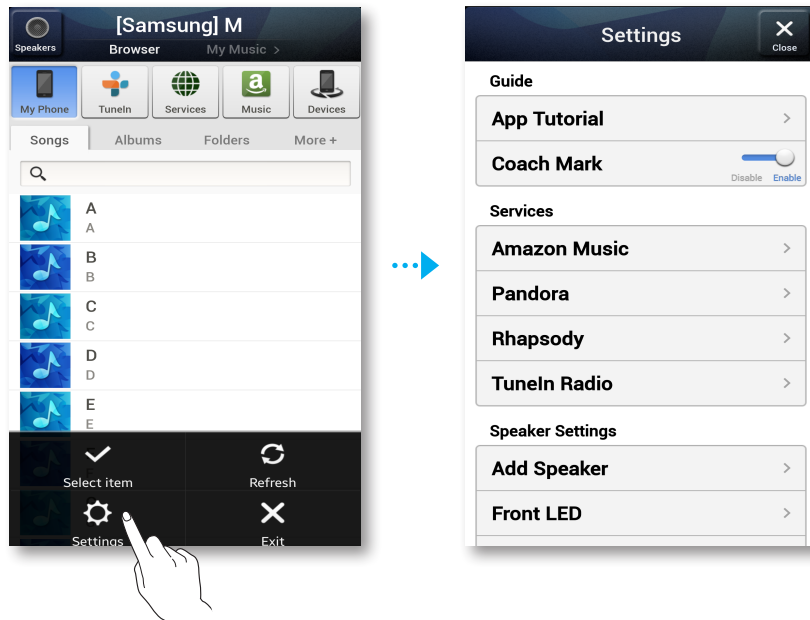 [Samsung] M
Speakers
Browser My Music >
My Phone TuneIn Services Music Devices
Songs Albums Folders More +
A
A
B
B
C
C
D
D
E
E
Select item Refresh
Settings Exit
Settings
Close
Guide
App Tutorial >
Coach Mark
Disable Enable
Services
Amazon Music >
Pandora >
Rhapsody >
TuneIn Radio >
Speaker Settings
Add Speaker >
Front LED >